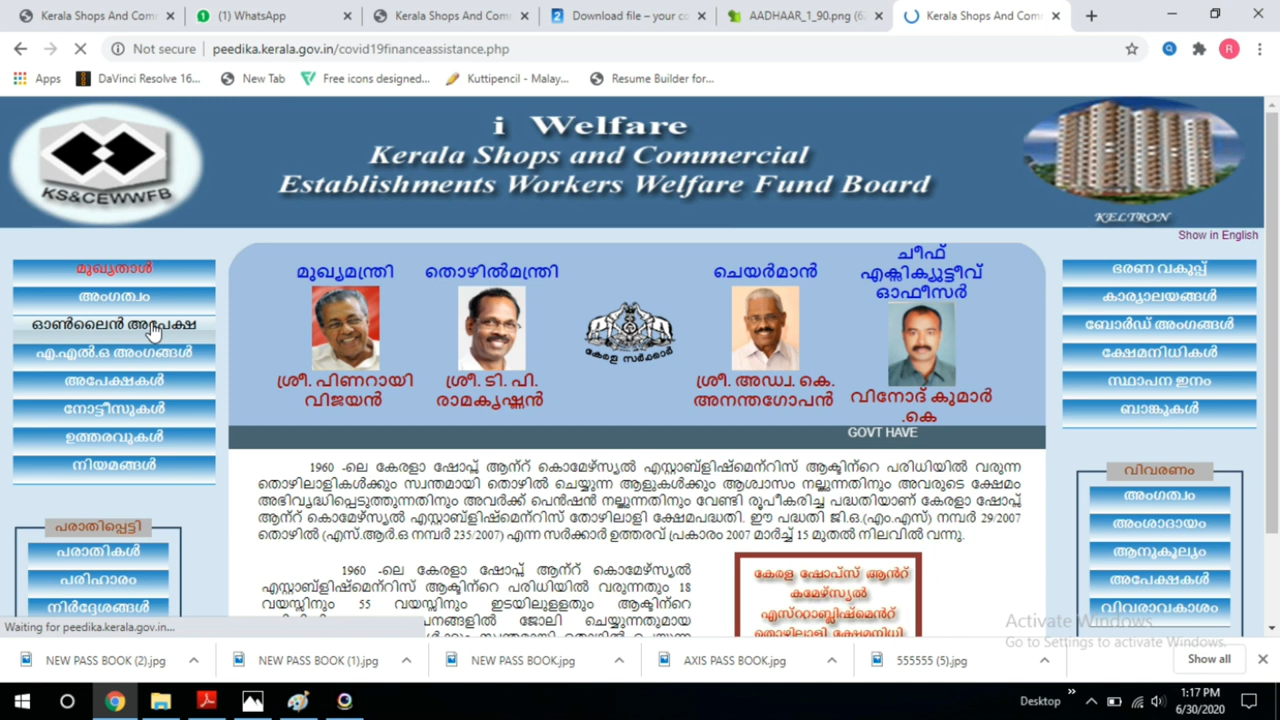 Kerala Shops And Com
(1) WhatsApp
Kerala Shops And Com
Download file – your co
AADHAAR_1_90.png (6
Kerala Shops And Com
Not secure
peedika.kerala.gov.in/covid19financeassistance.php
R
Apps
DaVinci Resolve 16...
New Tab
Free icons designed...
Kuttipencil - Malay...
Resume Builder for...
KS&CEWWFB
i Welfare
Kerala Shops and Commercial
Establishments Workers Welfare Fund Board
KELTRON
Show in English
മുഖ്യതാൾ
അംഗത്വം
ഓൺലൈൻ അപേക്ഷ
എ.എൽ.ഒ അംഗങ്ങൾ
അപേക്ഷകൾ
നോട്ടീസുകൾ
ഉത്തരവുകൾ
നിയമങ്ങൾ
പരാതിപ്പെട്ടി
പരാതികൾ
പരിഹാരം
നിർദ്ദേശങ്ങൾ
മുഖ്യമന്ത്രി
ശ്രീ. പിണറായി
വിജയൻ
തൊഴിൽമന്ത്രി
ശ്രീ. ടി. പി.
രാമകൃഷ്ണൻ
കേരള സർക്കാർ
ചെയർമാൻ
ശ്രീ. അഡ്വ. കെ.
അനന്തഗോപൻ
ചീഫ്
എക്സിക്യുട്ടീവ്
ഓഫീസർ
വിനോദ് കുമാർ
.കെ
GOVT HAVE
1960 -ലെ കേരളാ ഷോപ്പ് ആന്റ് കൊമേഴ്സ്യൽ എസ്റ്റാബ്ളിഷ്മെന്റിസ് ആക്ടിന്റെ പരിധിയിൽ വരുന്ന
തൊഴിലാളികൾക്കും സ്വന്തമായി തൊഴിൽ ചെയ്യുന്ന ആളുകൾക്കും ആശ്വാസം നല്കുന്നതിനും അവരുടെ ക്ഷേമം
അഭിവൃദ്ധിപ്പെടുത്തുന്നതിനും അവർക്ക് പെൻഷൻ നല്കുന്നതിനും വേണ്ടി രൂപീകരിച്ച പദ്ധതിയാണ് കേരളാ ഷോപ്പ്
ആന്റ് കൊമേഴ്സ്യൽ എസ്റ്റാബ്ളിഷ്മെന്റിസ് തോഴിലാളി ക്ഷേമപദ്ധതി. ഈ പദ്ധതി ജി.ഒ.(എം.എസ്) നമ്പർ 29/2007
തൊഴിൽ (എസ്.ആർ.ഒ നമ്പർ 235/2007) എന്ന സർക്കാർ ഉത്തരവ് പ്രകാരം 2007 മാർച്ച് 15 മുതൽ നിലവിൽ വന്നു.
1960 -ലെ കേരളാ ഷോപ്പ് ആന്റ് കൊമേഴ്സ്യൽ
എസ്റ്റാബ്ളിഷ്മെന്റിസ് ആക്ടിന്റെ പരിധിയിൽ വരുന്നതും 18
വയസ്സിനും 55 വയസ്സിനും ഇടയിലുള്ളതും ആക്ടിന്റെ
ജോലി ചെയ്യുന്നതുമായ
കേരള ഷോപ്സ് ആൻറ്
കമേഴ്സ്യൽ
എസ്ററാബ്ലിഷ്മെൻറ്
തൊഴിലാളി ക്ഷേമനിധി
ഭരണ വകുപ്പ്
കാര്യാലയങ്ങൾ
ബോർഡ് അംഗങ്ങൾ
ക്ഷേമനിധികൾ
സ്ഥാപന ഇനം
ബാങ്കുകൾ
വിവരണം
അംഗത്വം
അംശാദായം
ആനുകൂല്യം
അപേക്ഷകൾ
വിവരാവകാശം
Activate Windows
Go to Settings to activate Windows.
Waiting for peedika.kerala.gov.in...
NEW PASS BOOK (2).jpg
NEW PASS BOOK (1).jpg
NEW PASS BOOK.jpg
AXIS PASS BOOK.jpg
555555 (5).jpg
Show all
Desktop
1:17 PM
6/30/2020